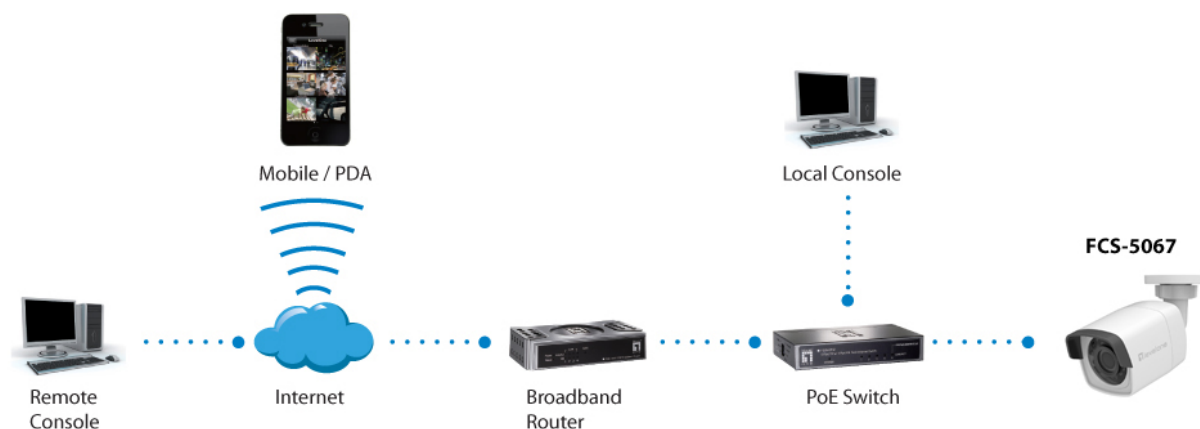 Mobile / PDA
Local Console
FCS-5067
Remote
Console
Internet
Broadband
Router
PoE Switch